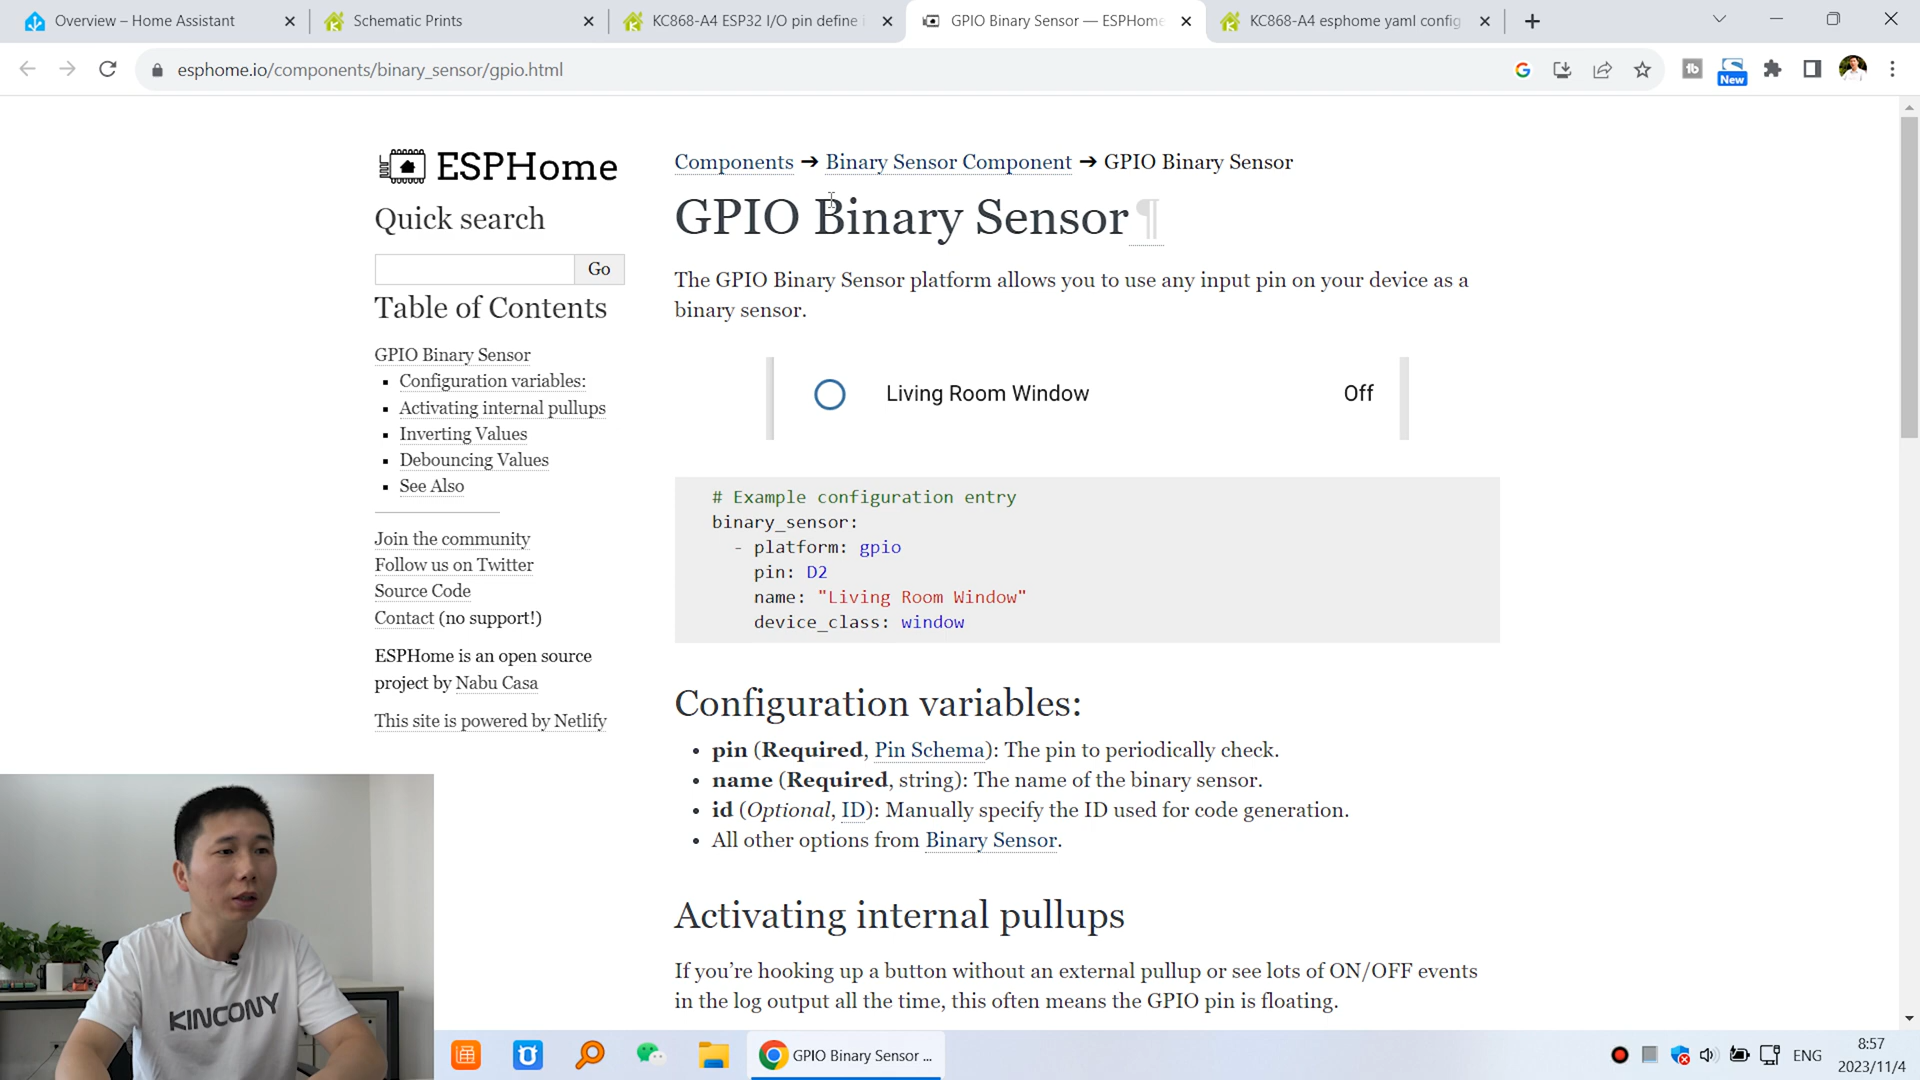 Overview – Home Assistant
Schematic Prints
KC868-A4 ESP32 I/O pin define i
GPIO Binary Sensor — ESPHome
KC868-A4 esphome yaml config
esphome.io/components/binary_sensor/gpio.html
New
ESPHome
Quick search
Go
Table of Contents
GPIO Binary Sensor
Configuration variables:
Activating internal pullups
Inverting Values
Debouncing Values
See Also
Join the community
Follow us on Twitter
Source Code
Contact (no support!)
ESPHome is an open source
project by Nabu Casa
This site is powered by Netlify
Components ➔ Binary Sensor Component ➔ GPIO Binary Sensor
GPIO Binary Sensor¶
The GPIO Binary Sensor platform allows you to use any input pin on your device as a
binary sensor.
Living Room Window Off
# Example configuration entry
binary_sensor:
- platform: gpio
pin: D2
name: "Living Room Window"
device_class: window
Configuration variables:
• pin (Required, Pin Schema): The pin to periodically check.
• name (Required, string): The name of the binary sensor.
• id (Optional, ID): Manually specify the ID used for code generation.
• All other options from Binary Sensor.
Activating internal pullups
If you’re hooking up a button without an external pullup or see lots of ON/OFF events
in the log output all the time, this often means the GPIO pin is floating.
KINCONY
GPIO Binary Sensor ...
ENG
8:57
2023/11/4